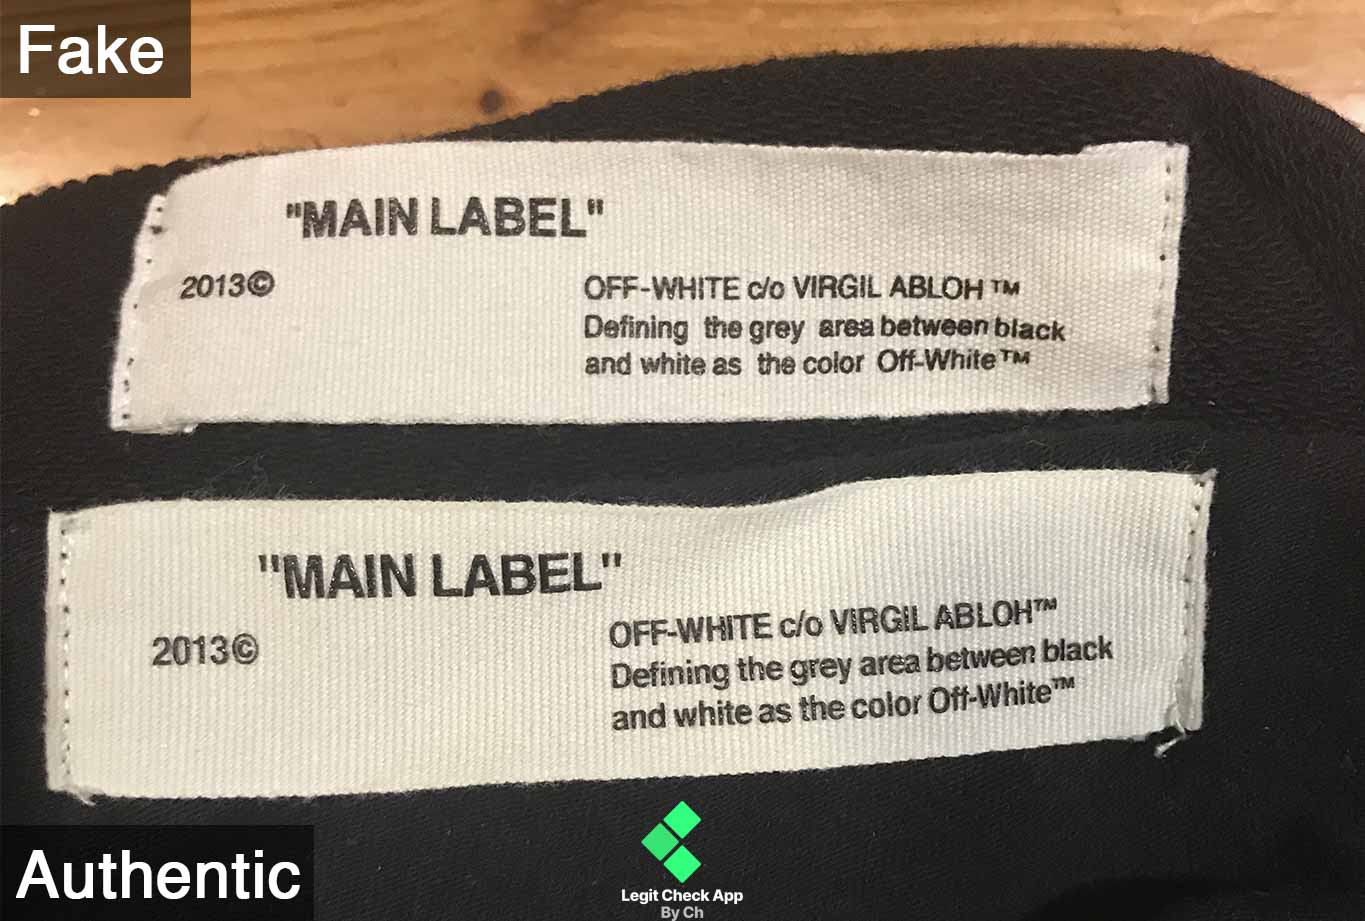 Fake
"MAIN LABEL"
2013©
OFF-WHITE c/o VIRGIL ABLOH ™
Defining the grey area between black
and white as the color Off-White™
"MAIN LABEL"
2013©
OFF-WHITE c/o VIRGIL ABLOH™
Defining the grey area between black
and white as the color Off-White™
Authentic
Legit Check App
By Ch